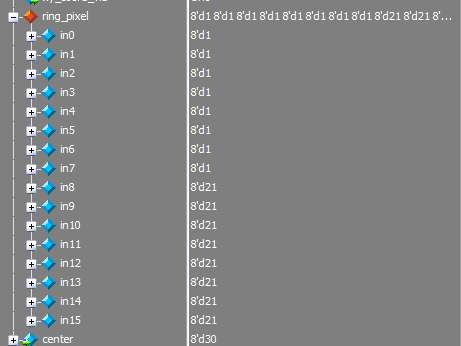 ring_pixel 8'd1 8'd1 8'd1 8'd1 8'd1 8'd1 8'd1 8'd1 8'd21 8'd21 8'...
in0 8'd1
in1 8'd1
in2 8'd1
in3 8'd1
in4 8'd1
in5 8'd1
in6 8'd1
in7 8'd1
in8 8'd21
in9 8'd21
in10 8'd21
in11 8'd21
in12 8'd21
in13 8'd21
in14 8'd21
in15 8'd21
center 8'd30